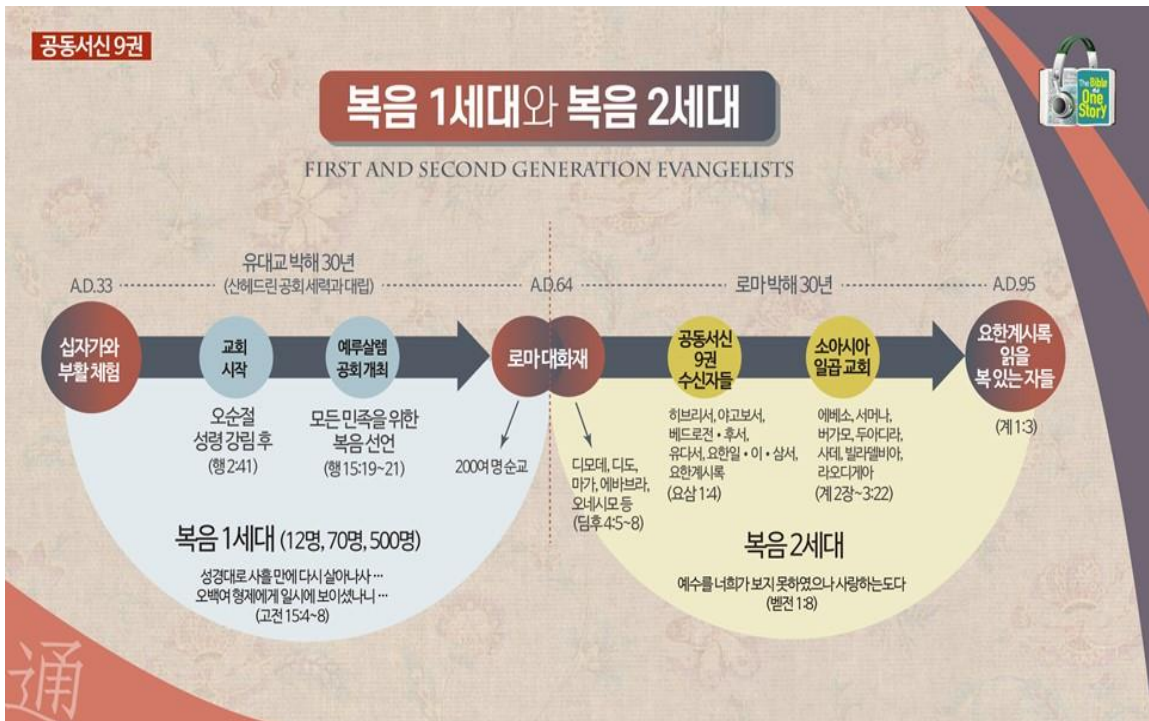 공동서신 9권
The Bible
as
One
Story
복음 1세대와 복음 2세대
FIRST AND SECOND GENERATION EVANGELISTS
유대교 박해 30년
(산헤드린 공회 세력과 대립)
A.D.33
A.D.64
로마 박해 30년
A.D.95
십자가와
부활 체험
교회
시작
예루살렘
공회 개최
로마 대화재
공동서신
9권
수신자들
소아시아
일곱 교회
요한계시록
읽을
복 있는 자들
(계 1:3)
오순절
성령 강림 후
(행 2:41)
모든 민족을 위한
복음 선언
(행 15:19~21)
200여 명 순교
디모데, 디도,
마가, 에바브라,
오네시모 등
(딤후 4:5~8)
히브리서, 야고보서,
베드로전•후서,
유다서, 요한일•이•삼서,
요한계시록
(요삼 1:4)
에베소, 서머나,
버가모, 두아디라,
사데, 빌라델비아,
라오디게아
(계 2장~3:22)
복음 1세대 (12명, 70명, 500명)
성경대로 사흘 만에 다시 살아나사 …
오백여 형제에게 일시에 보이셨나니 …
(고전 15:4~8)
복음 2세대
예수를 너희가 보지 못하였으나 사랑하는도다
(벧전 1:8)
通